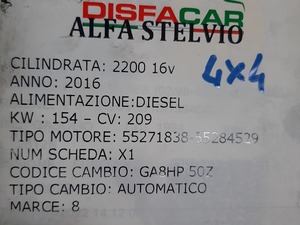 DISFACAR
ALFA STELVIO
CILINDRATA: 2200 16v
4X4
ANNO: 2016
ALIMENTAZIONE:DIESEL
KW : 154 – CV: 209
TIPO MOTORE: 55271838-55284529
NUM SCHEDA: X1
CODICE CAMBIO: GA8HP 50Z
TIPO CAMBIO: AUTOMATICO
MARCE: 8